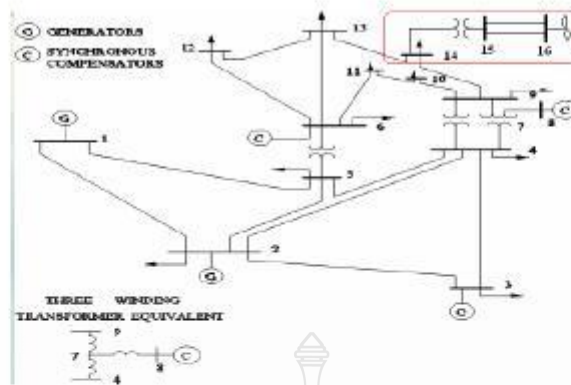 13
G GENERATORS
15
16
C SYNCHRONOUS
COMPENSATORS
12
14
11
10
9
G
8
C
1
C
6
7
4
5
2
G
3
C
THREE WINDING
TRANSFORMER EQUIVALENT
9
7
8
C
4